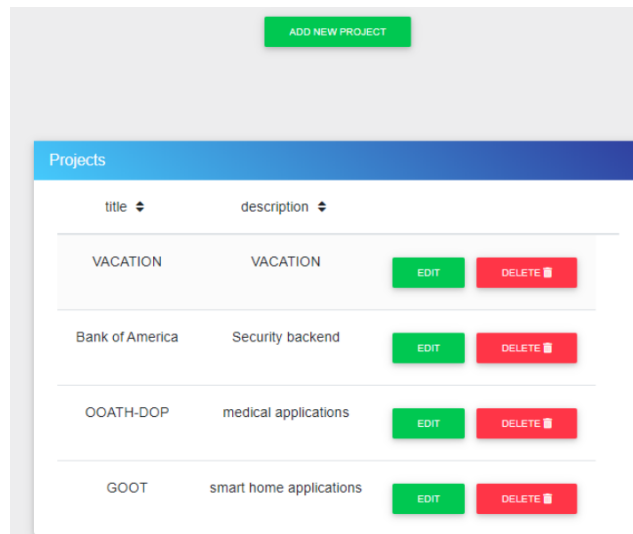 ADD NEW PROJECT
Projects
title description
VACATION VACATION EDIT DELETE
Bank of America Security backend EDIT DELETE
OOATH-DOP medical applications EDIT DELETE
GOOT smart home applications EDIT DELETE